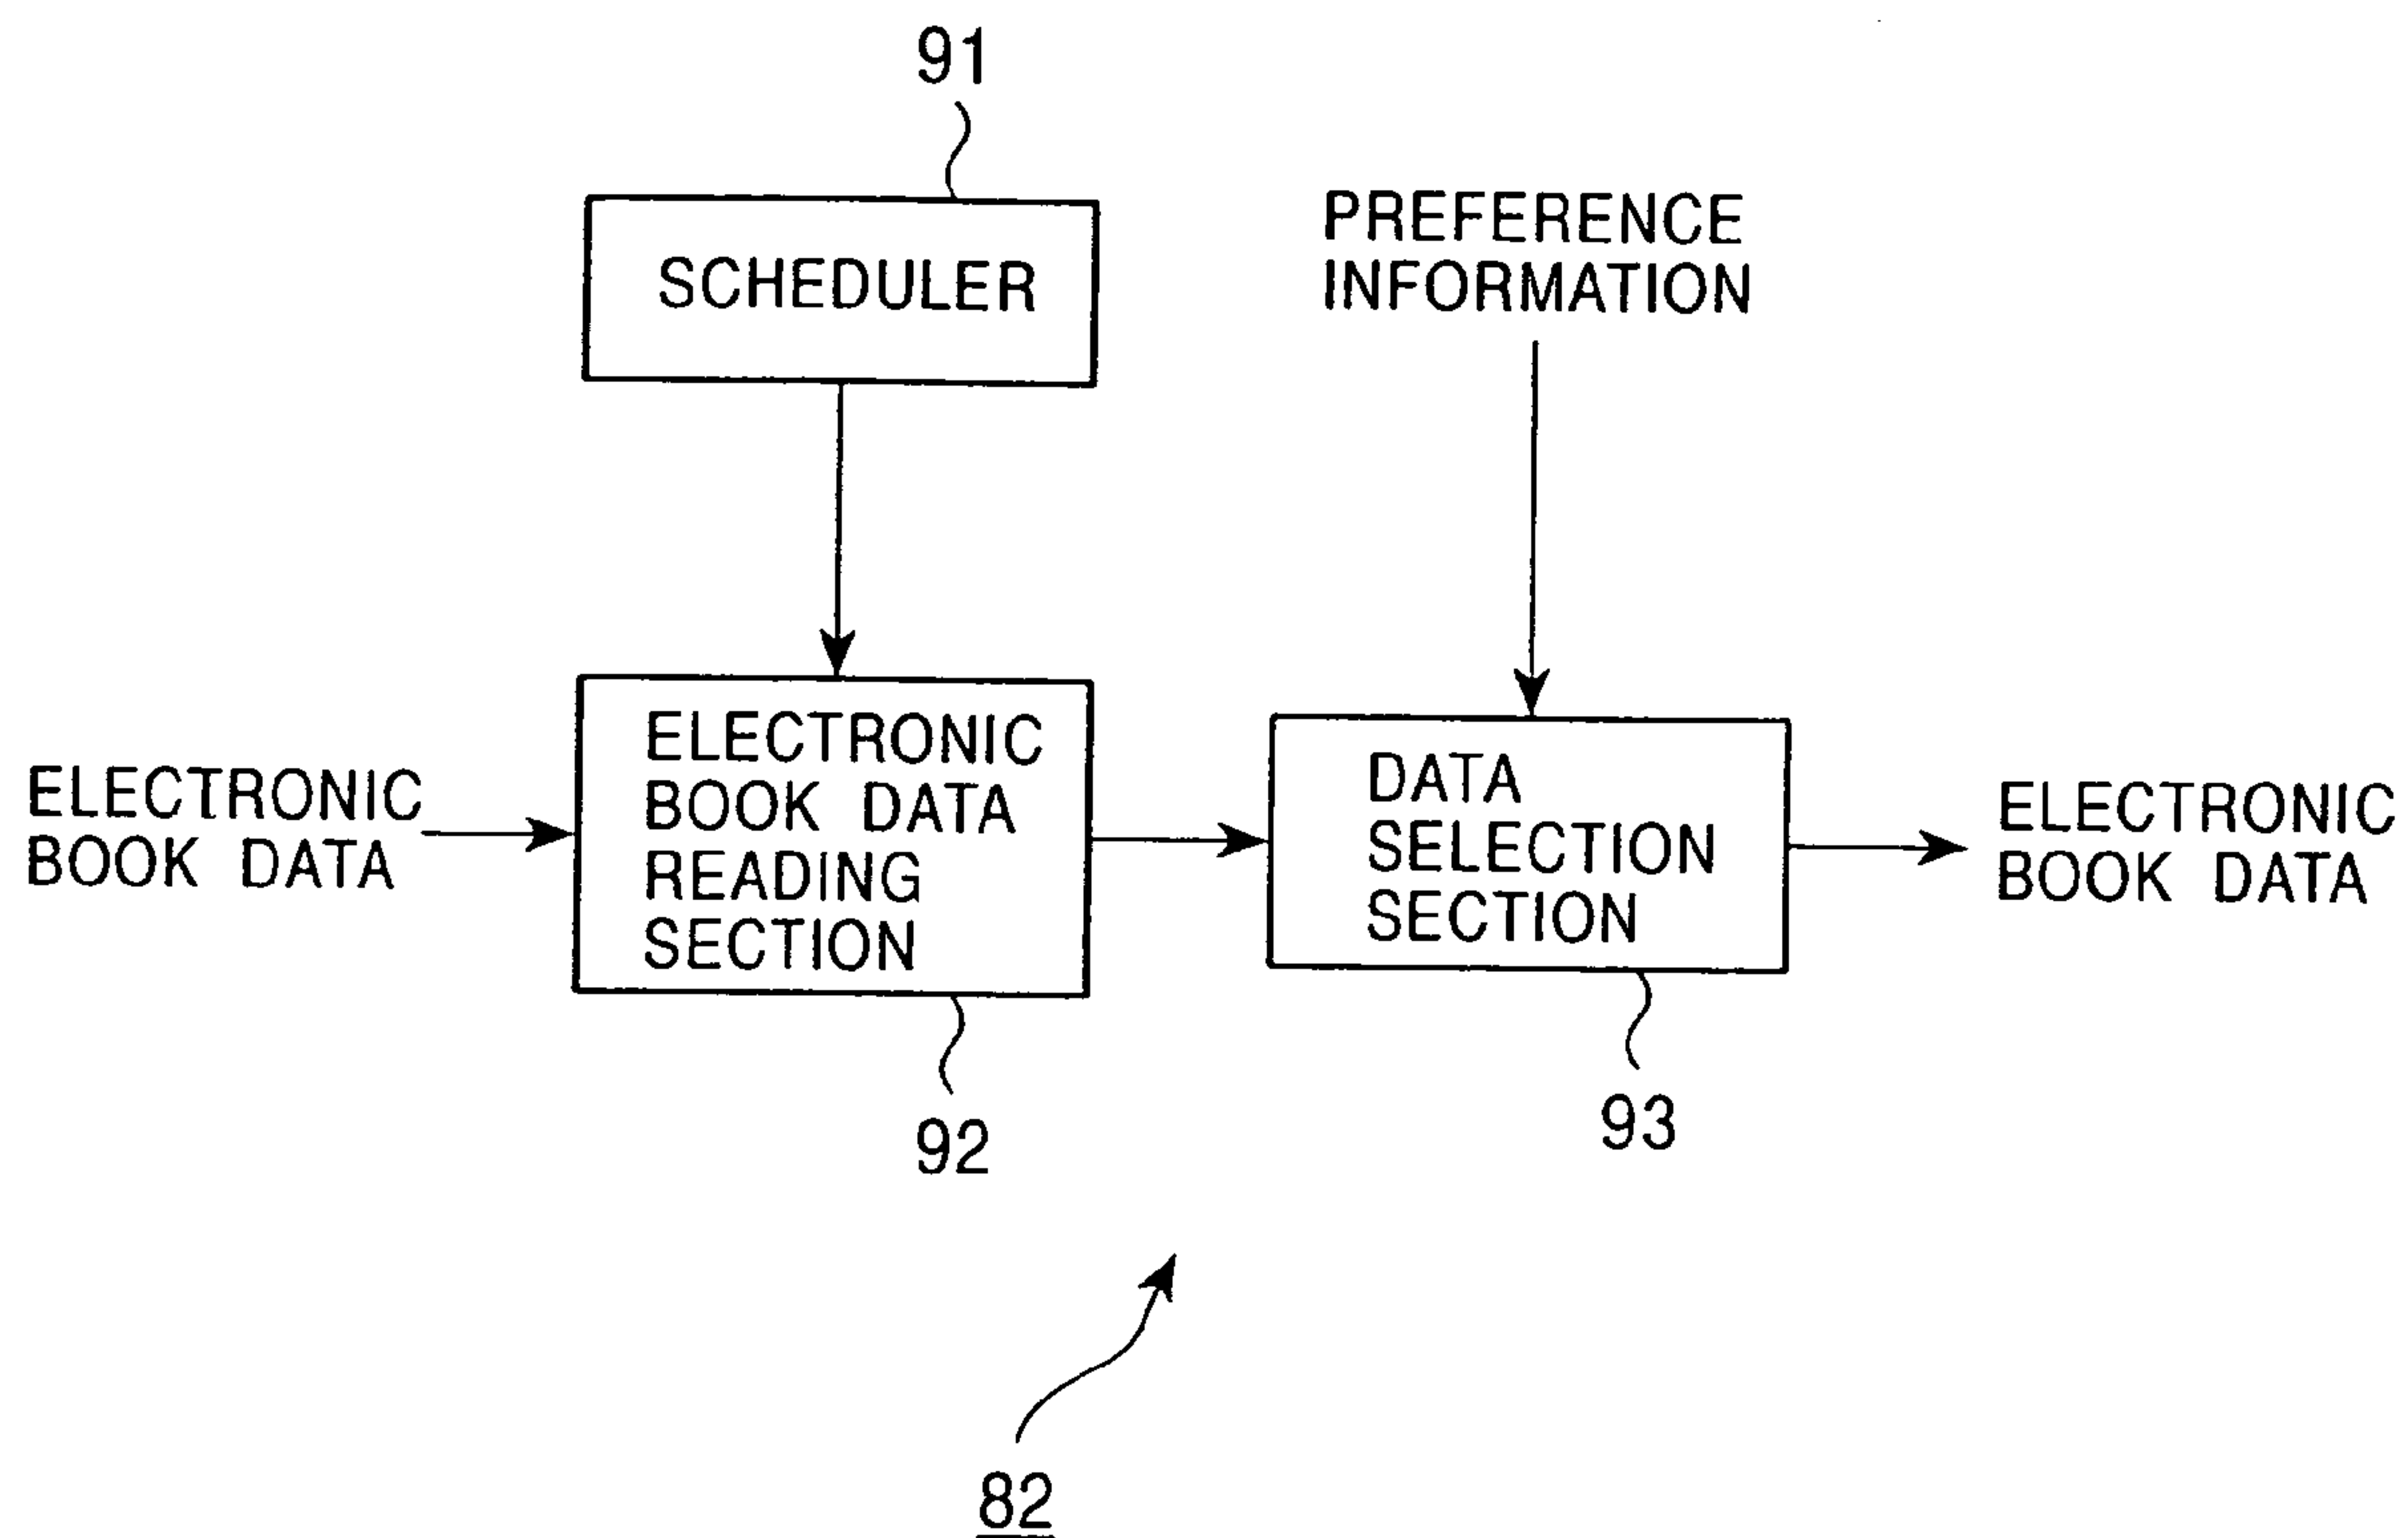 91
SCHEDULER
PREFERENCE
INFORMATION
ELECTRONIC
BOOK DATA
ELECTRONIC
BOOK DATA
READING
SECTION
DATA
SELECTION
SECTION
ELECTRONIC
BOOK DATA
92
93
82